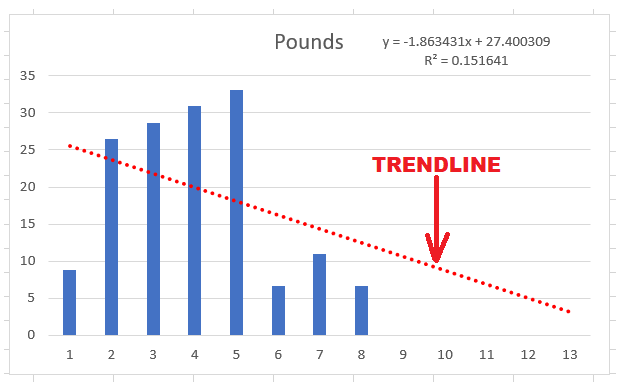 Pounds
y = -1.863431x + 27.400309
R² = 0.151641
35
30
25
20
15
10
5
0
TRENDLINE
1 2 3 4 5 6 7 8 9 10 11 12 13